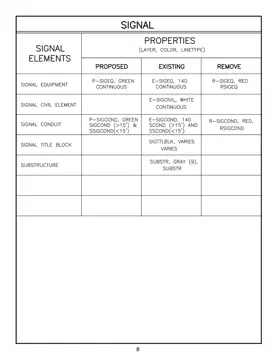 SIGNAL
SIGNAL
ELEMENTS
PROPERTIES
(LAYER, COLOR, LINETYPE)
PROPOSED
EXISTING
REMOVE
SIGNAL EQUIPMENT
P-SIGEQ, GREEN
CONTINUOUS
E-SIGEQ, 140
CONTINUOUS
R-SIGEQ, RED
RSIGEQ
SIGNAL CIVIL ELEMENT
E-SIGCIVIL, WHITE
CONTINUOUS
SIGNAL CONDUIT
P-SIGCOND, GREEN
SIGCOND (>15') &
SSIGCOND(<15')
E-SIGCOND, 140
SCOND (>15') AND
SSCOND(<15')
R-SIGCOND, RED,
RSIGCOND
SIGNAL TITLE BLOCK
SIGTTLBLK, VARIES
VARIES
SUBSTRUCTURE
SUBSTR, GRAY (9),
SUBSTR
8